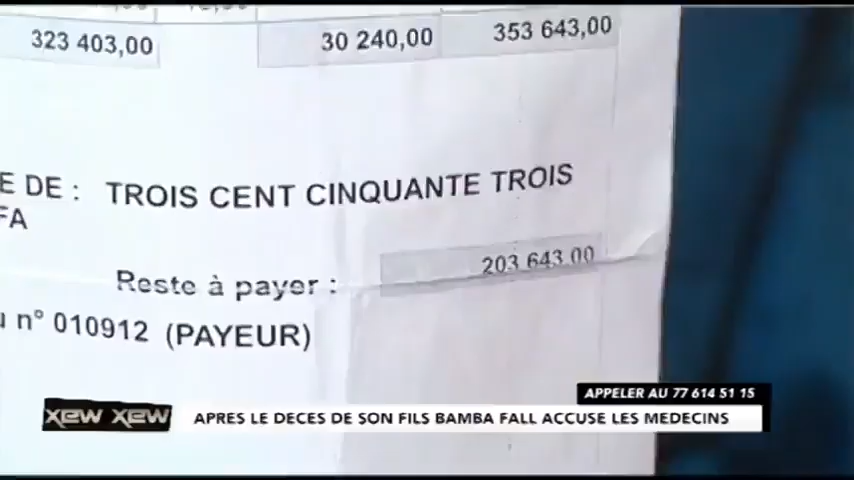 323 403,00 30 240,00 353 643,00
E DE : TROIS CENT CINQUANTE TROIS
FA
Reste à payer : 203 643.00
n° 010912 (PAYEUR)
APPELER AU 77 614 51 15
XEW XEW APRES LE DECES DE SON FILS BAMBA FALL ACCUSE LES MEDECINS